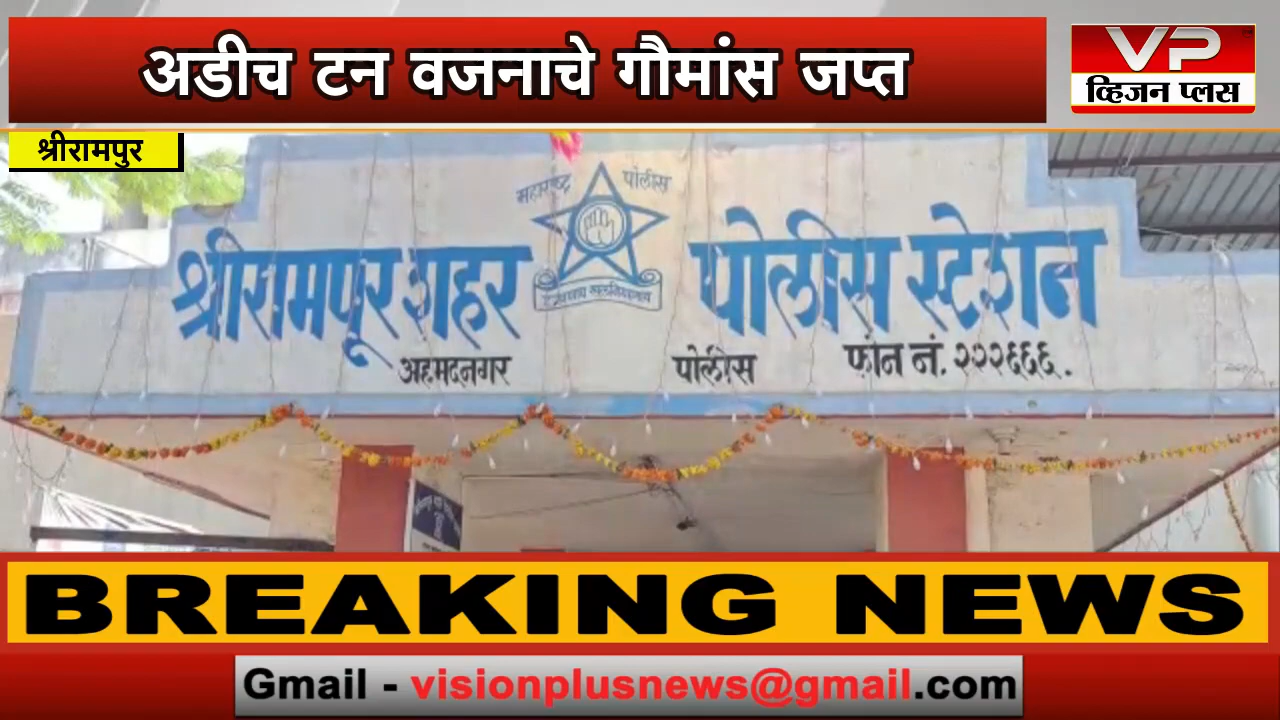 अडीच टन वजनाचे गौमांस जप्त
VP
व्हिजन प्लस
श्रीरामपुर
महाराष्ट्र पोलीस
श्रीरामपूर शहर पोलीस स्टेशन
अहमदनगर पोलीस फोन नं. २२२६६६.
BREAKING NEWS
Gmail - visionplusnews@gmail.com